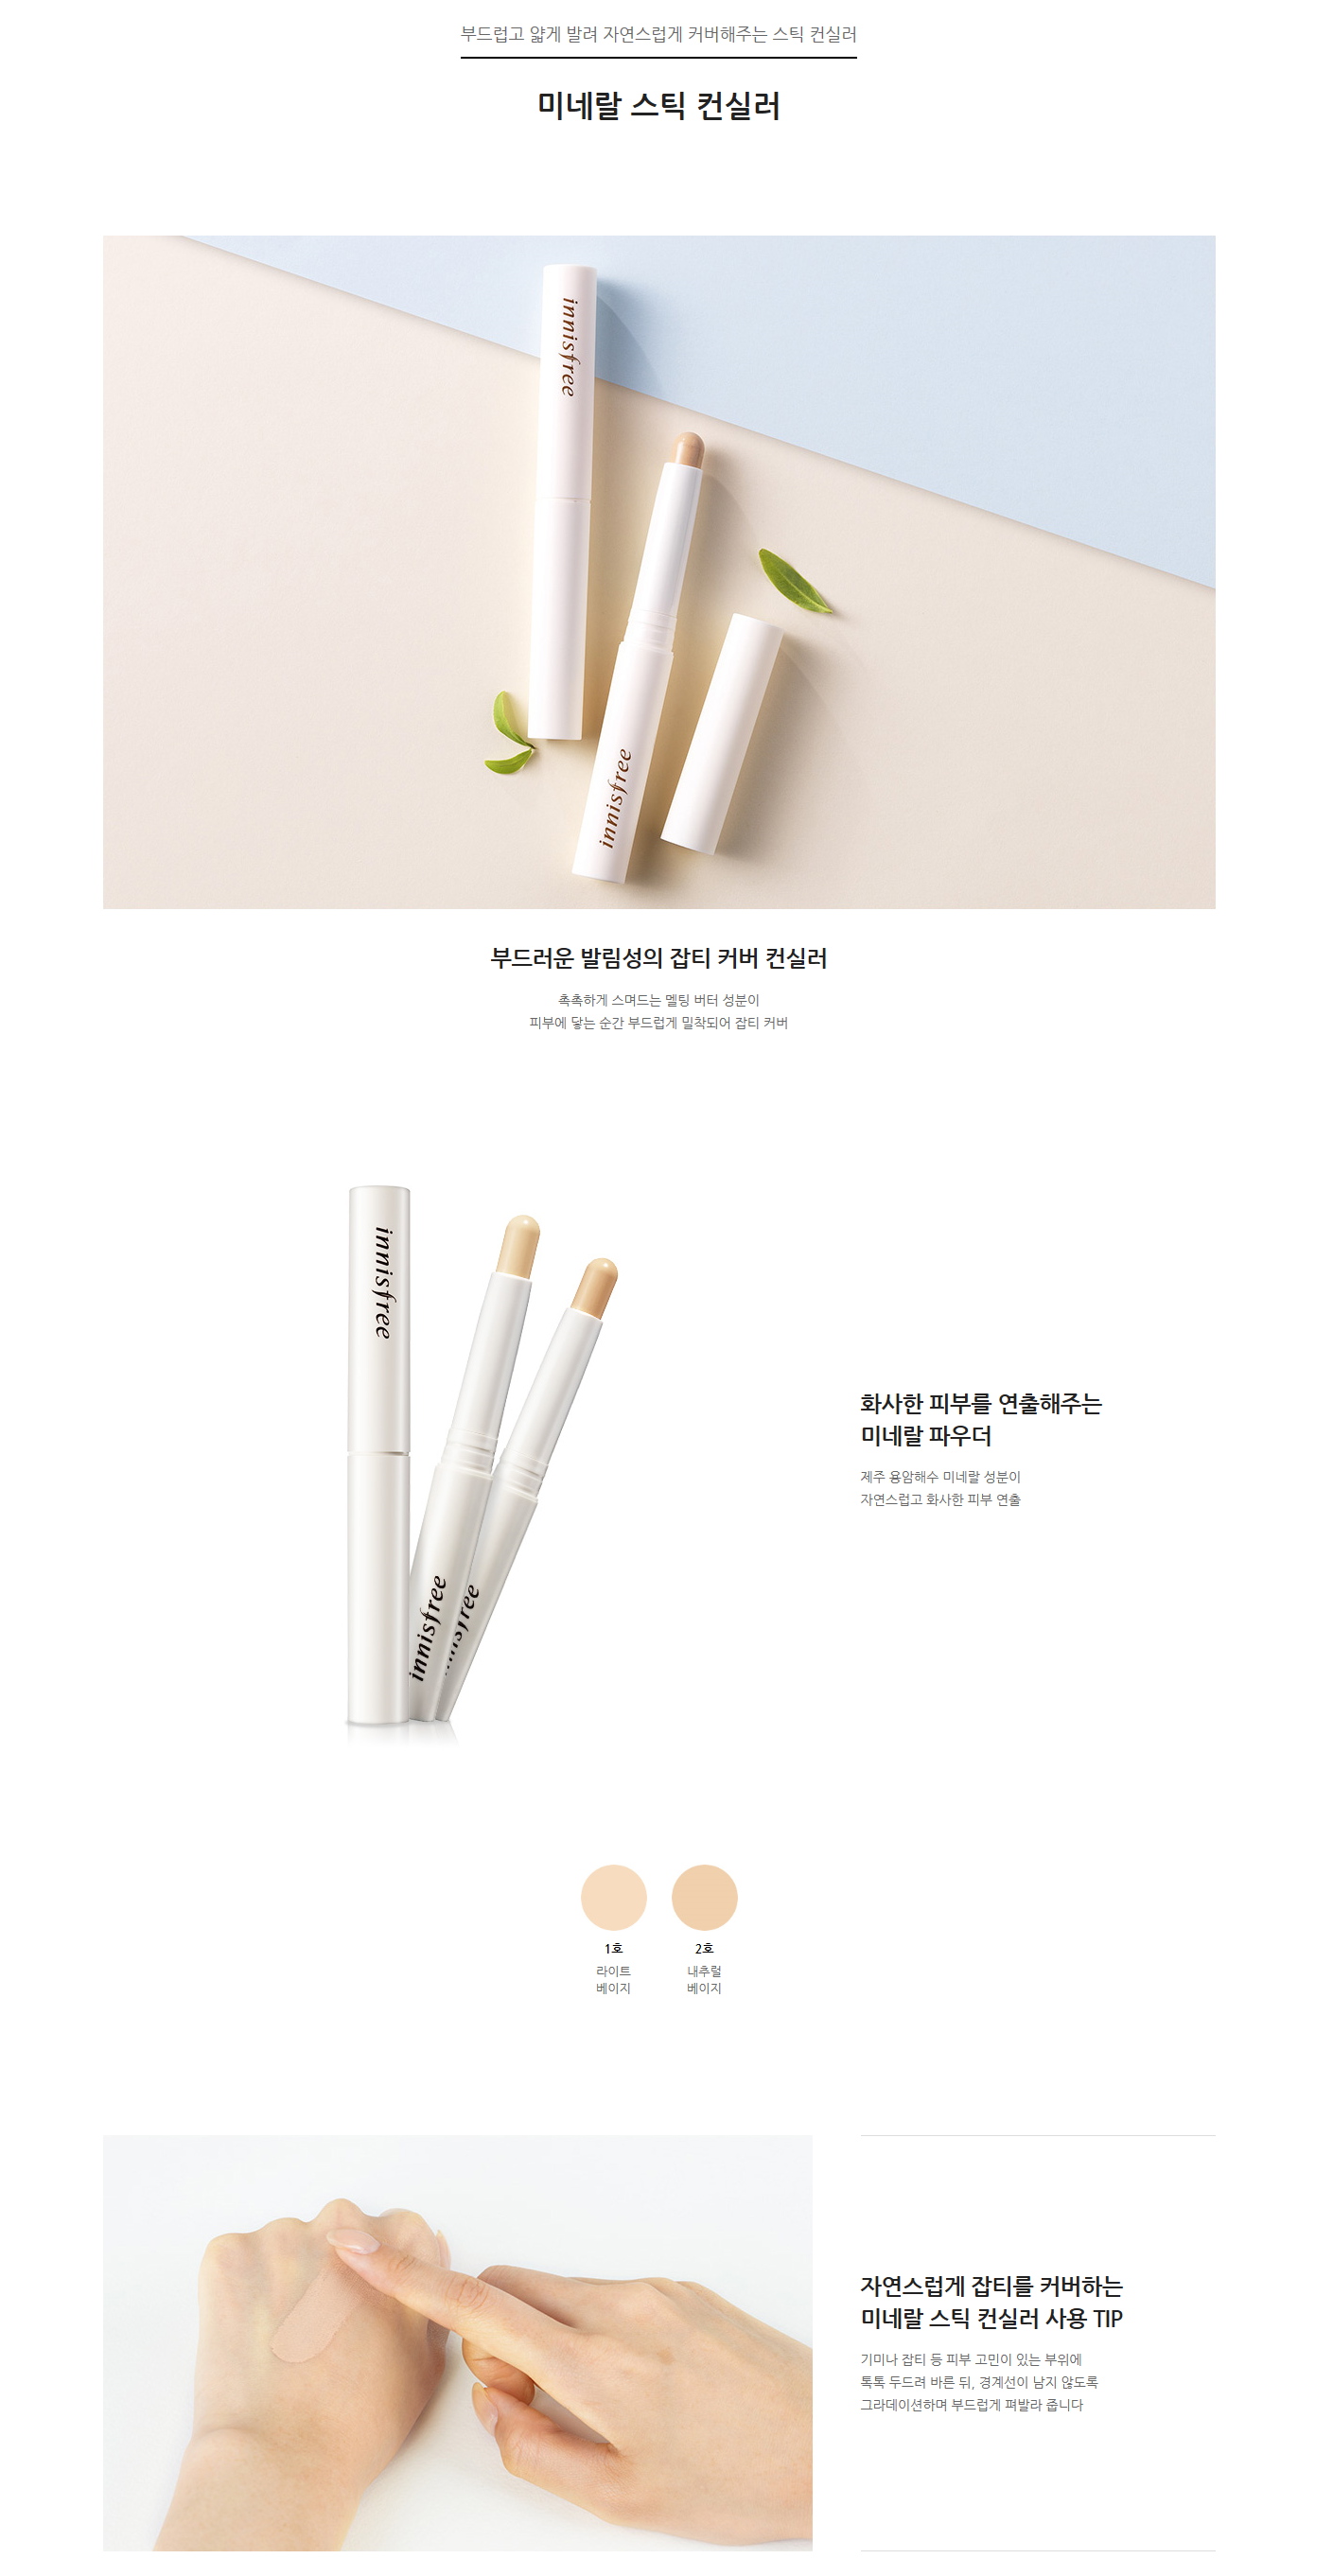 부드럽고 얇게 발려 자연스럽게 커버해주는 스틱 컨실러
미네랄 스틱 컨실러
innisfree
innisfree
부드러운 발림성의 잡티 커버 컨실러
촉촉하게 스며드는 멜팅 버터 성분이
피부에 닿는 순간 부드럽게 밀착되어 잡티 커버
innisfree
innisfree
innisfree
화사한 피부를 연출해주는
미네랄 파우더
제주 용암해수 미네랄 성분이
자연스럽고 화사한 피부 연출
1호
라이트
베이지
2호
내추럴
베이지
자연스럽게 잡티를 커버하는
미네랄 스틱 컨실러 사용 TIP
기미나 잡티 등 피부 고민이 있는 부위에
톡톡 두드려 바른 뒤, 경계선이 남지 않도록
그라데이션하며 부드럽게 펴발라 줍니다